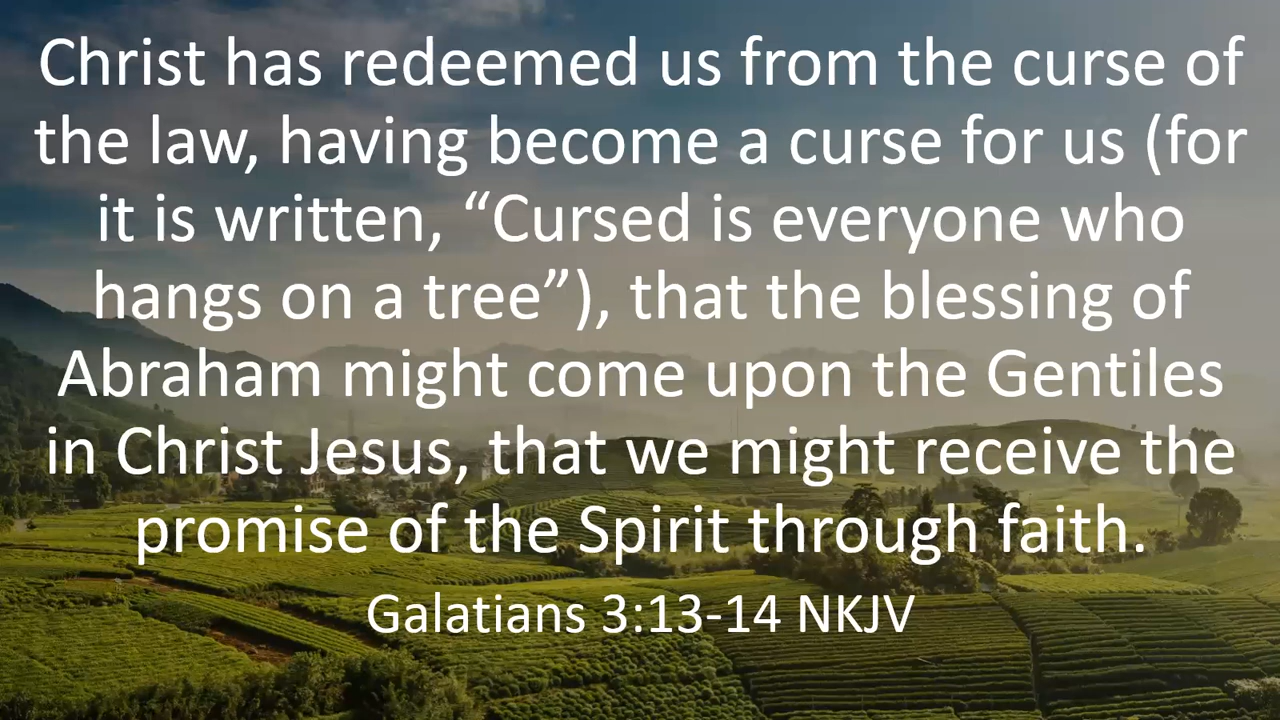 Christ has redeemed us from the curse of
the law, having become a curse for us (for
it is written, “Cursed is everyone who
hangs on a tree”), that the blessing of
Abraham might come upon the Gentiles
in Christ Jesus, that we might receive the
promise of the Spirit through faith.
Galatians 3:13-14 NKJV